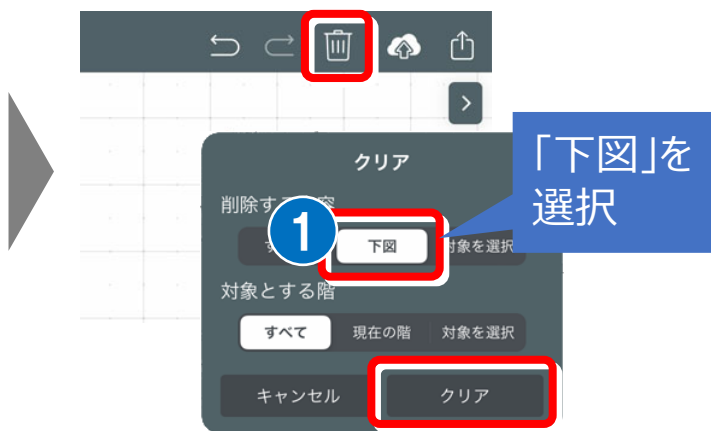 クリア
「下図」を
選択
削除す
1
下図
対象を選択
対象とする階
すべて
現在の階
対象を選択
キャンセル
クリア